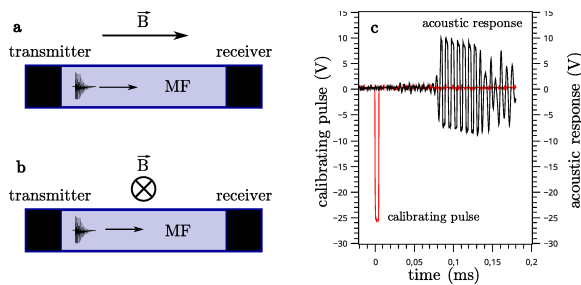 a
B
transmitter
receiver
MF
b
B
transmitter
receiver
MF
c
acoustic response
calibrating pulse
calibrating pulse (V)
15
10
5
0
−5
−10
−15
−20
−25
−30
acoustic response (V)
15
10
5
0
−5
−10
−15
−20
−25
−30
0
0,05
0,1
0,15
0,2
time (ms)